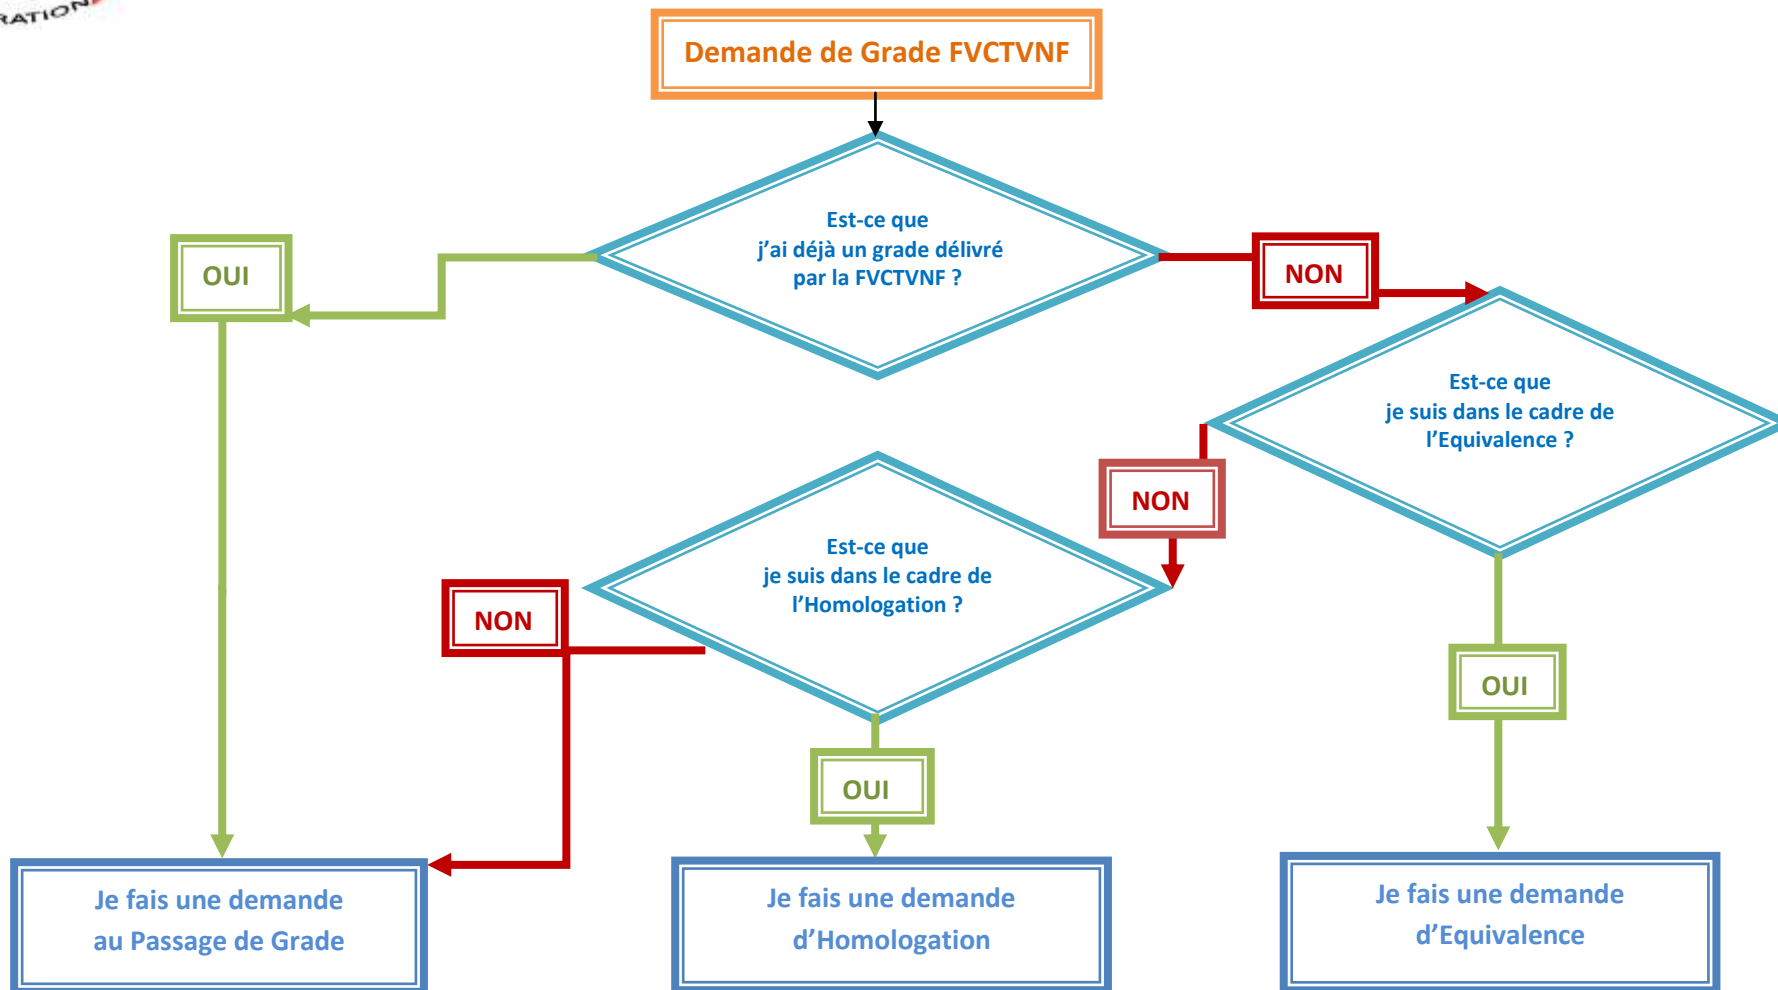 RATION
Demande de Grade FVCTVNF
Est-ce que
j’ai déjà un grade délivré
par la FVCTVNF ?
OUI
NON
Est-ce que
je suis dans le cadre de
l’Equivalence ?
NON
Est-ce que
je suis dans le cadre de
l’Homologation ?
NON
OUI
OUI
Je fais une demande
au Passage de Grade
Je fais une demande
d’Homologation
Je fais une demande
d’Equivalence